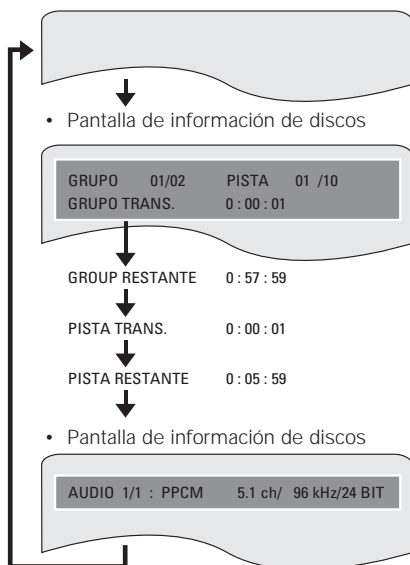 • Pantalla de información de discos
GRUPO 01/02 PISTA 01 /10
GRUPO TRANS. 0 : 00 : 01
GROUP RESTANTE 0 : 57 : 59
PISTA TRANS. 0 : 00 : 01
PISTA RESTANTE 0 : 05 : 59
• Pantalla de información de discos
AUDIO 1/1 : PPCM 5.1 ch/ 96 kHz/24 BIT